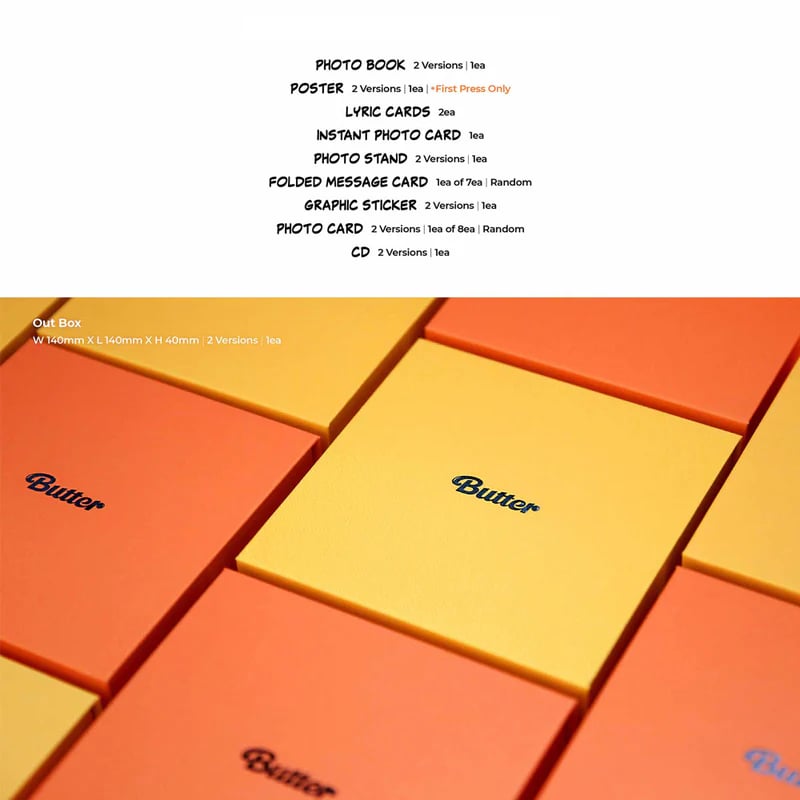 PHOTO BOOK 2 Versions | 1ea
POSTER 2 Versions | 1ea | *First Press Only
LYRIC CARDS 2ea
INSTANT PHOTO CARD 1ea
PHOTO STAND 2 Versions | 1ea
FOLDED MESSAGE CARD 1ea of 7ea | Random
GRAPHIC STICKER 2 Versions | 1ea
PHOTO CARD 2 Versions | 1ea of 8ea | Random
CD 2 Versions | 1ea
Out Box
W 140mm X L 140mm X H 40mm | 2 Versions | 1ea
Butter
Butter
Butter
Bu